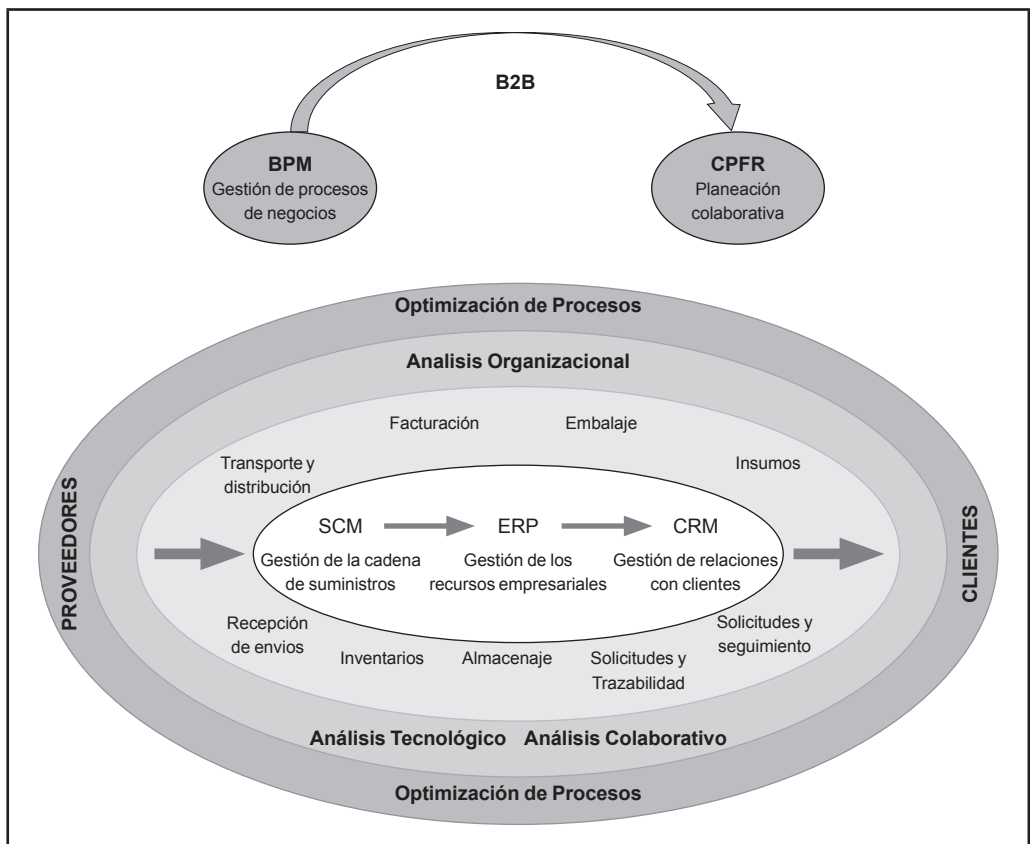 B2B
BPM
Gestión de procesos
de negocios
CPFR
Planeación
colaborativa
Optimización de Procesos
Analisis Organizacional
Facturación
Embalaje
Transporte y
distribución
Insumos
PROVEEDORES
SCM
Gestión de la cadena
de suministros
ERP
Gestión de los
recursos empresariales
CRM
Gestión de relaciones
con clientes
CLIENTES
Recepción
de envios
Inventarios
Almacenaje
Solicitudes y
Trazabilidad
Solicitudes y
seguimiento
Análisis Tecnológico
Análisis Colaborativo
Optimización de Procesos